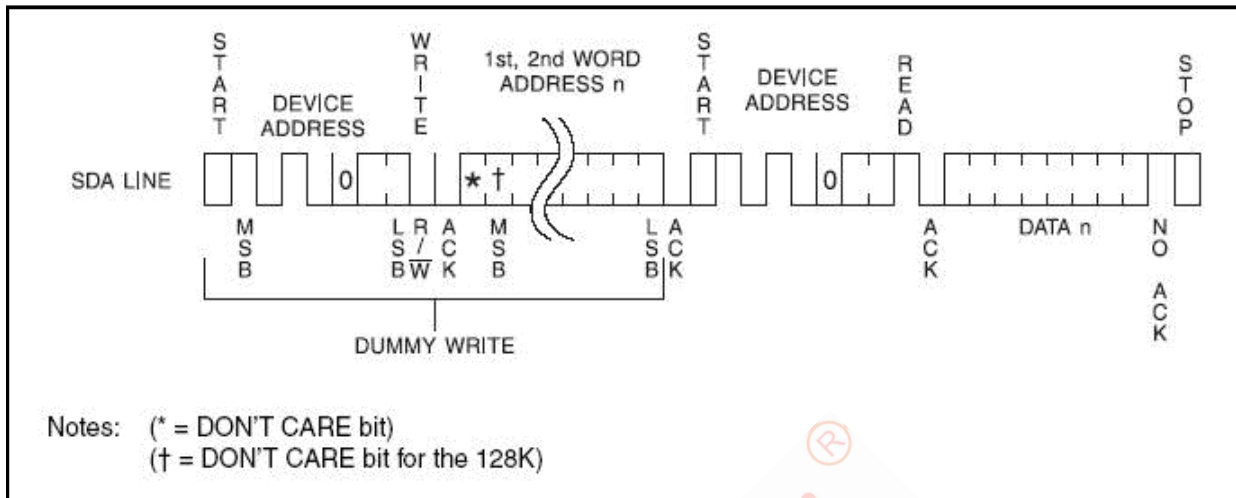 START
WRITE
1st, 2nd WORD
ADDRESS n
START
DEVICE
ADDRESS
READ
STOP
DEVICE
ADDRESS
SDA LINE
0
* †
0
MSB
LSB
R/W
ACK
MSB
LSB
ACK
ACK
DATA n
NO ACK
DUMMY WRITE
Notes: (* = DON'T CARE bit)
(† = DON'T CARE bit for the 128K)
®